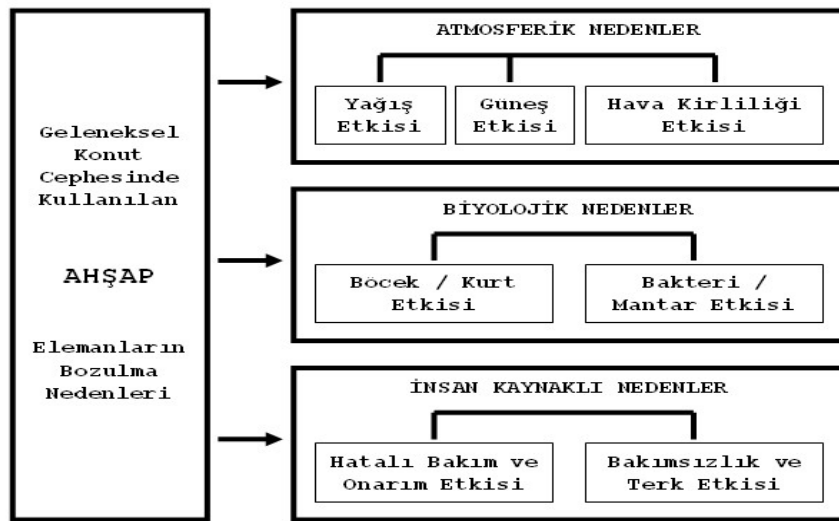 Geleneksel
Konut
Cephesinde
Kullanılan
AHŞAP
Elemanların
Bozulma
Nedenleri
ATMOSFERİK NEDENLER
Yağış
Etkisi
Güneş
Etkisi
Hava Kirliliği
Etkisi
BİYOLOJİK NEDENLER
Böcek / Kurt
Etkisi
Bakteri /
Mantar Etkisi
İNSAN KAYNAKLI NEDENLER
Hatalı Bakım ve
Onarım Etkisi
Bakımsızlık ve
Terk Etkisi